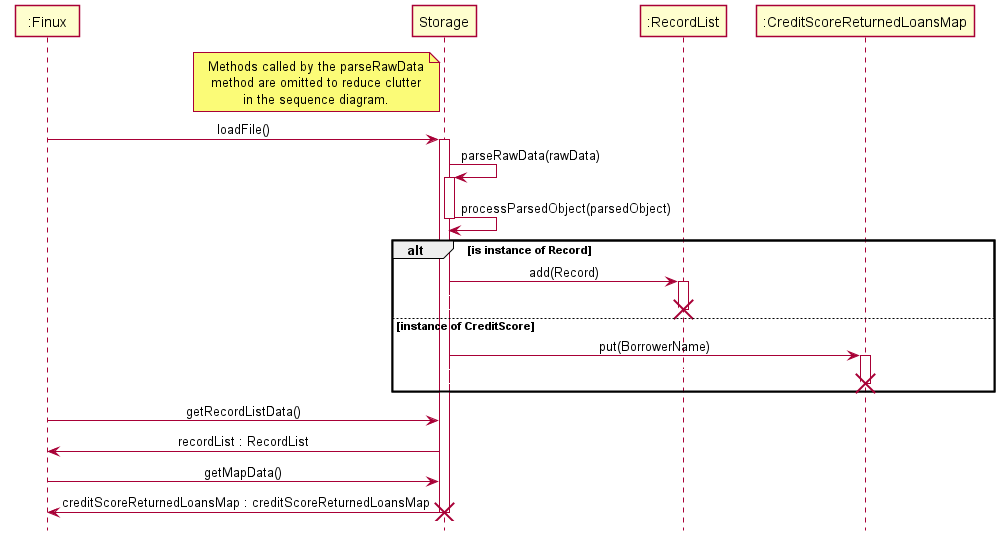 :Finux
Storage
:RecordList
:CreditScoreReturnedLoansMap
Methods called by the parseRawData
method are omitted to reduce clutter
in the sequence diagram.
loadFile()
parseRawData(rawData)
processParsedObject(parsedObject)
alt
[is instance of Record]
add(Record)
[instance of CreditScore]
put(BorrowerName)
getRecordListData()
recordList : RecordList
getMapData()
creditScoreReturnedLoansMap : creditScoreReturnedLoansMap